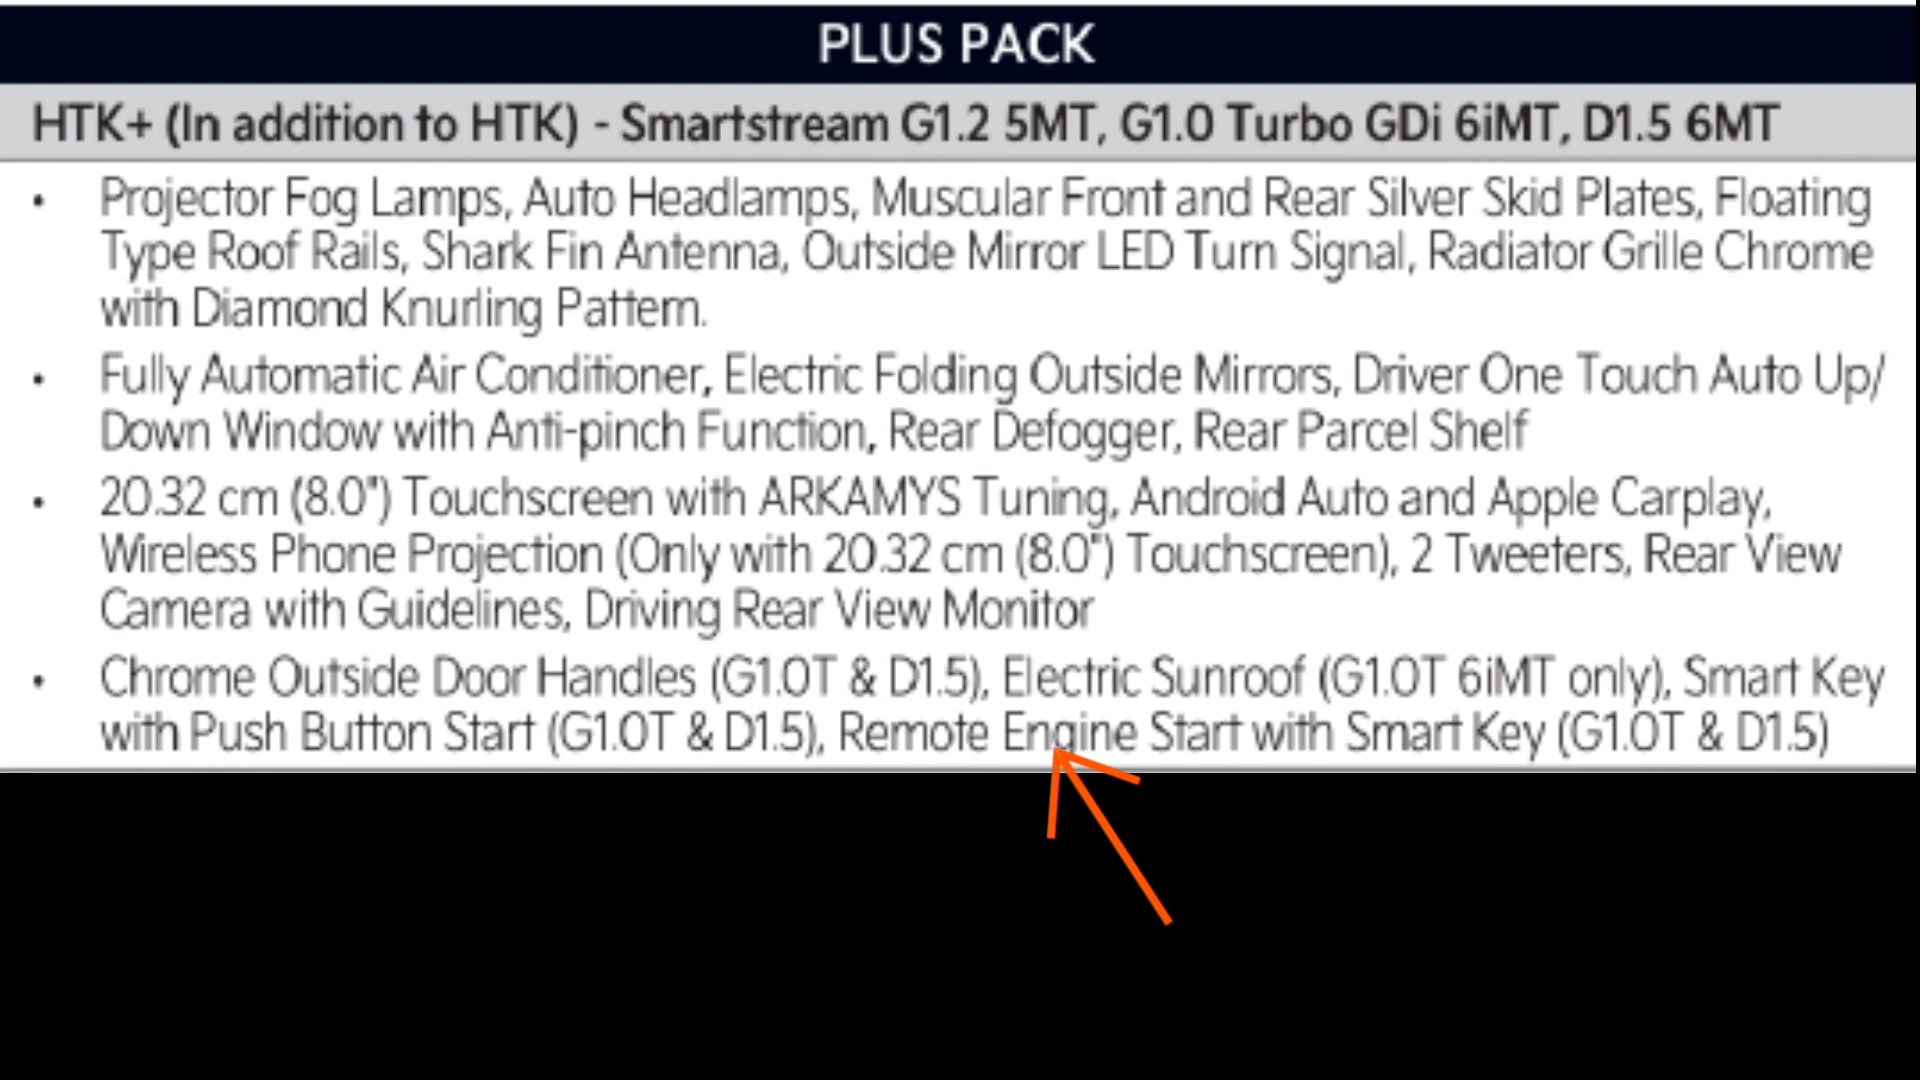 PLUS PACK
HTK+ (In addition to HTK) - Smartstream G1.2 5MT, G1.0 Turbo GDi 6iMT, D1.5 6MT
• Projector Fog Lamps, Auto Headlamps, Muscular Front and Rear Silver Skid Plates, Floating
Type Roof Rails, Shark Fin Antenna, Outside Mirror LED Turn Signal, Radiator Grille Chrome
with Diamond Knurling Pattern.
• Fully Automatic Air Conditioner, Electric Folding Outside Mirrors, Driver One Touch Auto Up/
Down Window with Anti-pinch Function, Rear Defogger, Rear Parcel Shelf
• 20.32 cm (8.0") Touchscreen with ARKAMYS Tuning, Android Auto and Apple Carplay,
Wireless Phone Projection (Only with 20.32 cm (8.0") Touchscreen), 2 Tweeters, Rear View
Camera with Guidelines, Driving Rear View Monitor
• Chrome Outside Door Handles (G1.0T & D1.5), Electric Sunroof (G1.0T 6iMT only), Smart Key
with Push Button Start (G1.0T & D1.5), Remote Engine Start with Smart Key (G1.0T & D1.5)